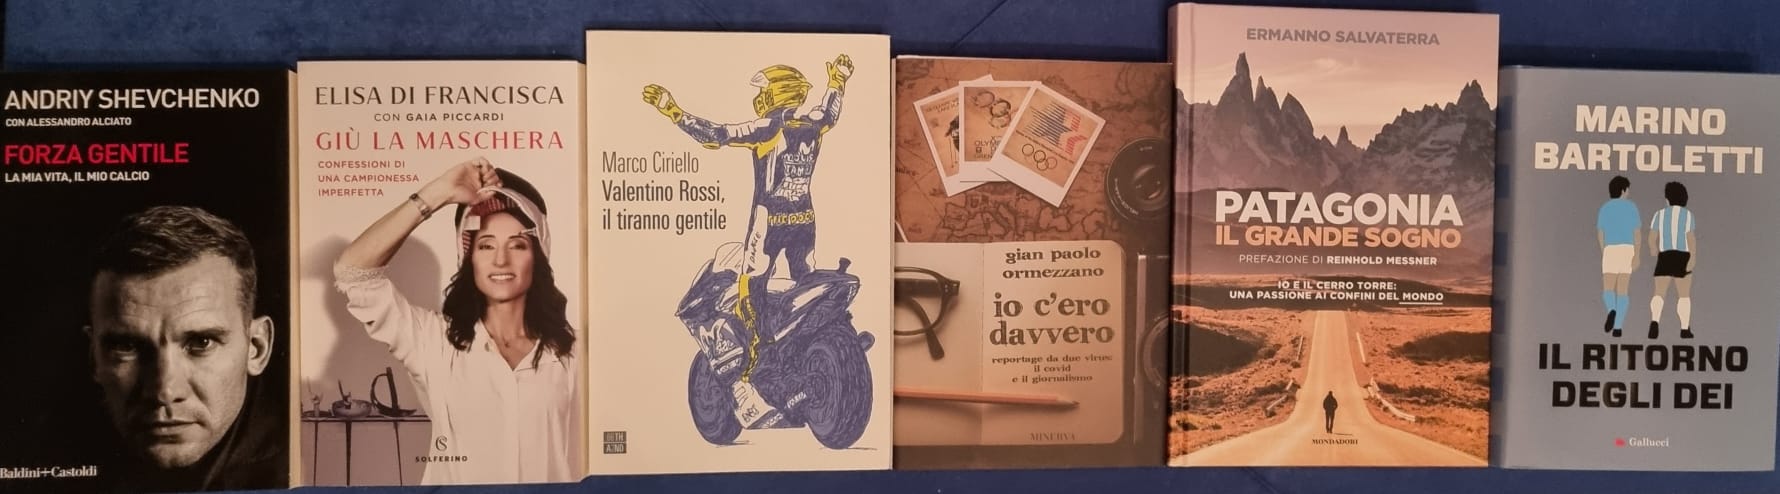 ANDRIY SHEVCHENKO
CON ALESSANDRO ALCIATO
FORZA GENTILE
LA MIA VITA, IL MIO CALCIO
Baldini+Castoldi
ELISA DI FRANCISCA
CON GAIA PICCARDI
GIÙ LA MASCHERA
CONFESSIONI DI
UNA CAMPIONESSA
IMPERFETTA
SOLFERINO
Marco Ciriello
Valentino Rossi,
il tiranno gentile
66TH
A2ND
gian paolo
ormezzano
io c'ero
davvero
reportage da due virus:
il covid
e il giornalismo
MINERVA
ERMANNO SALVATERRA
PATAGONIA
IL GRANDE SOGNO
PREFAZIONE DI REINHOLD MESSNER
IO E IL CERRO TORRE:
UNA PASSIONE AI CONFINI DEL MONDO
MONDADORI
MARINO
BARTOLETTI
IL RITORNO
DEGLI DEI
Gallucci